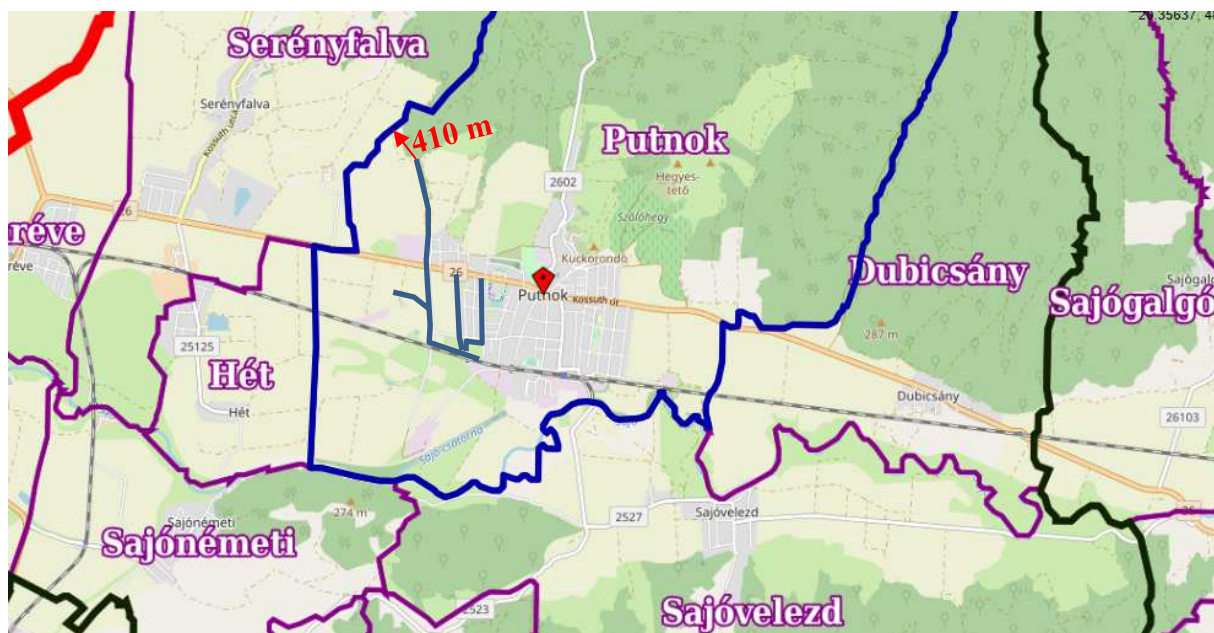 Serényfalva
Serényfalva
Kossuth utca
410 m
Putnok
Hegyes-
tető
2602
Szőlőhegy
26
réve
réve
Kuckorondó
26
Putnok
Kossuth út
Dubicsány
Sajógalgó
287 m
25125
Hét
Hét
Dubicsány
26103
Sajó-csatorna
274 m
Sajónémeti
Sajónémeti
2527
Sajóvelezd
26
2523
Sajóvelezd